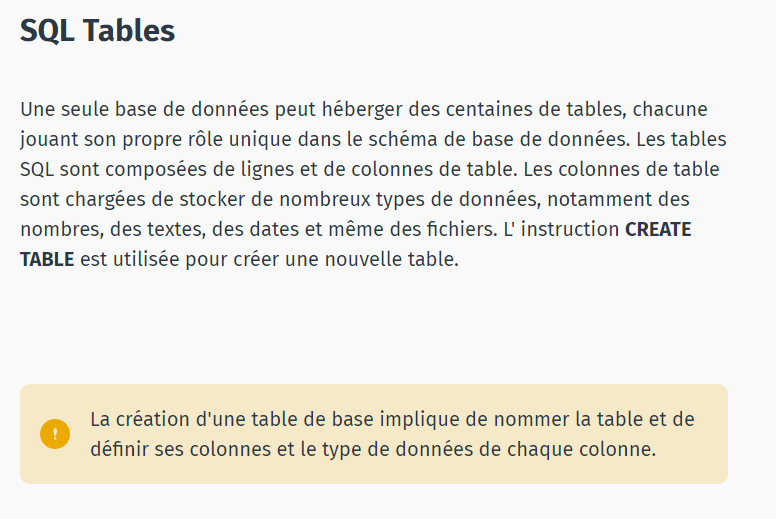 SQL Tables
Une seule base de données peut héberger des centaines de tables, chacune
jouant son propre rôle unique dans le schéma de base de données. Les tables
SQL sont composées de lignes et de colonnes de table. Les colonnes de table
sont chargées de stocker de nombreux types de données, notamment des
nombres, des textes, des dates et même des fichiers. L' instruction CREATE
TABLE est utilisée pour créer une nouvelle table.
La création d'une table de base implique de nommer la table et de
définir ses colonnes et le type de données de chaque colonne.